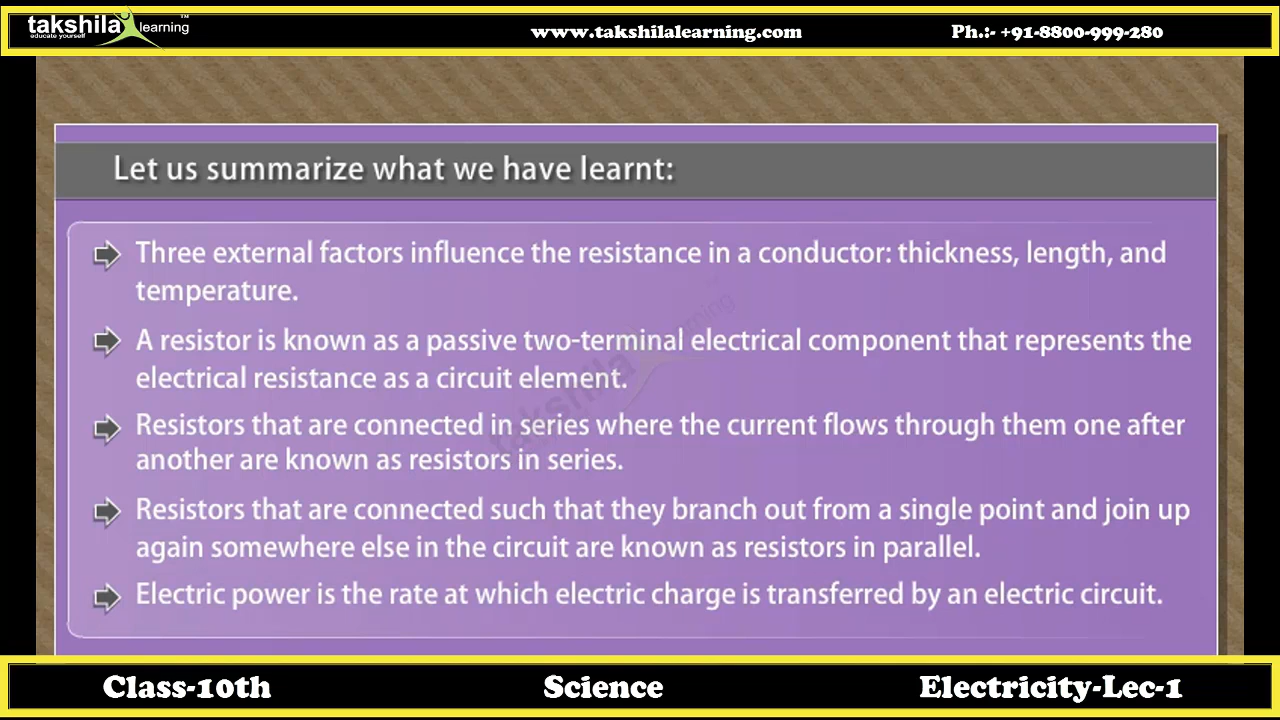 takshila learning™
educate yourself
www.takshilalearning.com
Ph.:- +91-8800-999-280
Let us summarize what we have learnt:
Three external factors influence the resistance in a conductor: thickness, length, and
temperature.
A resistor is known as a passive two-terminal electrical component that represents the
electrical resistance as a circuit element.
Resistors that are connected in series where the current flows through them one after
another are known as resistors in series.
Resistors that are connected such that they branch out from a single point and join up
again somewhere else in the circuit are known as resistors in parallel.
Electric power is the rate at which electric charge is transferred by an electric circuit.
takshila learning
Class-10th
Science
Electricity-Lec-1